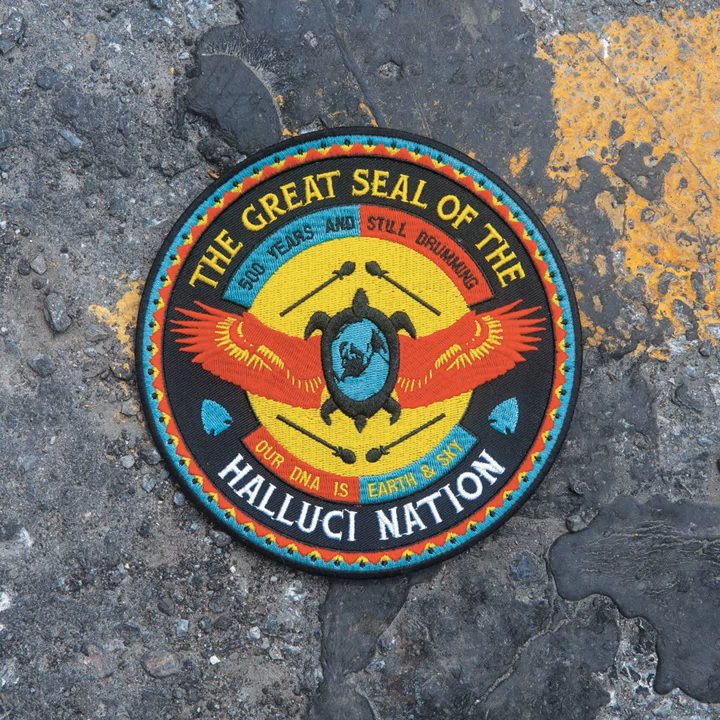 THE GREAT SEAL OF THE
500 YEARS AND STILL DRUMMING
OUR DNA IS EARTH & SKY
HALLUCI NATION